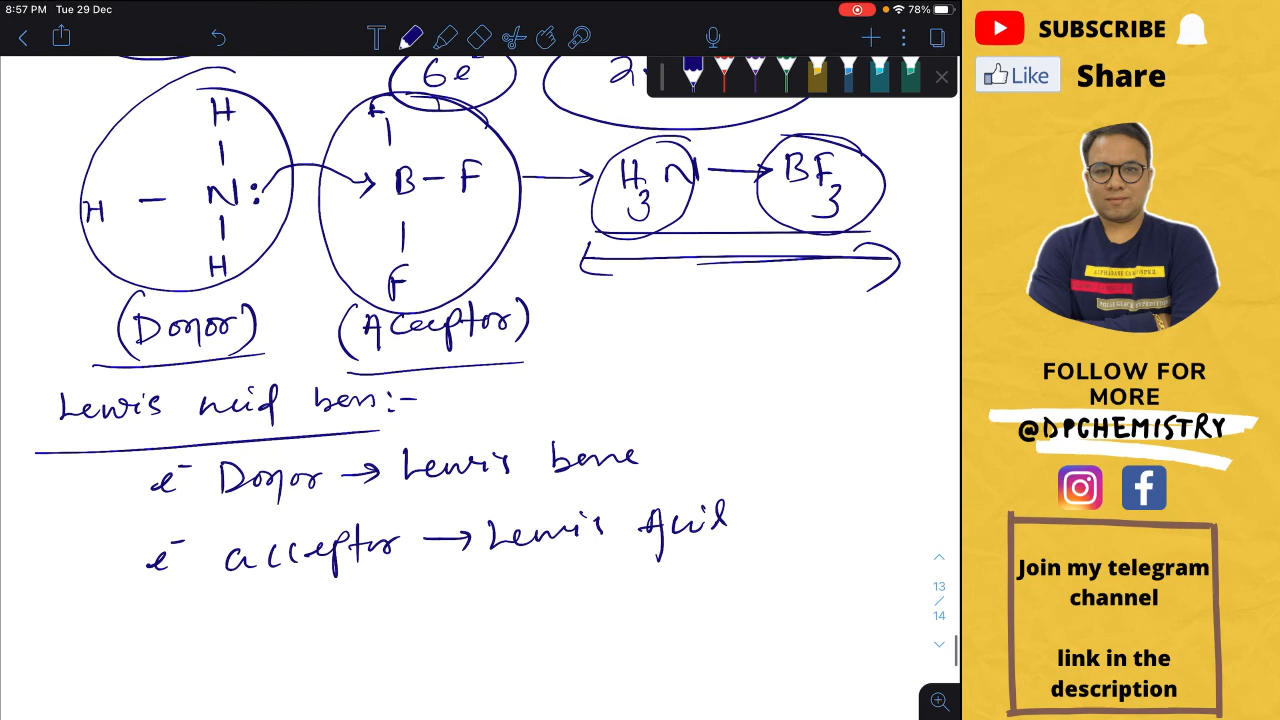 8:57 PM Tue 29 Dec
78%
T
6e
2
H
H - N:
H
F
B - F
F
H3N → BF3
(Donor)
(Acceptor)
Lewis acid base:-
e⁻ Donor → Lewis base
e⁻ acceptor → Lewis Acid
13
/
14
SUBSCRIBE
Like
Share
FOLLOW FOR
MORE
@DPCHEMISTRY
Join my telegram
channel
link in the
description